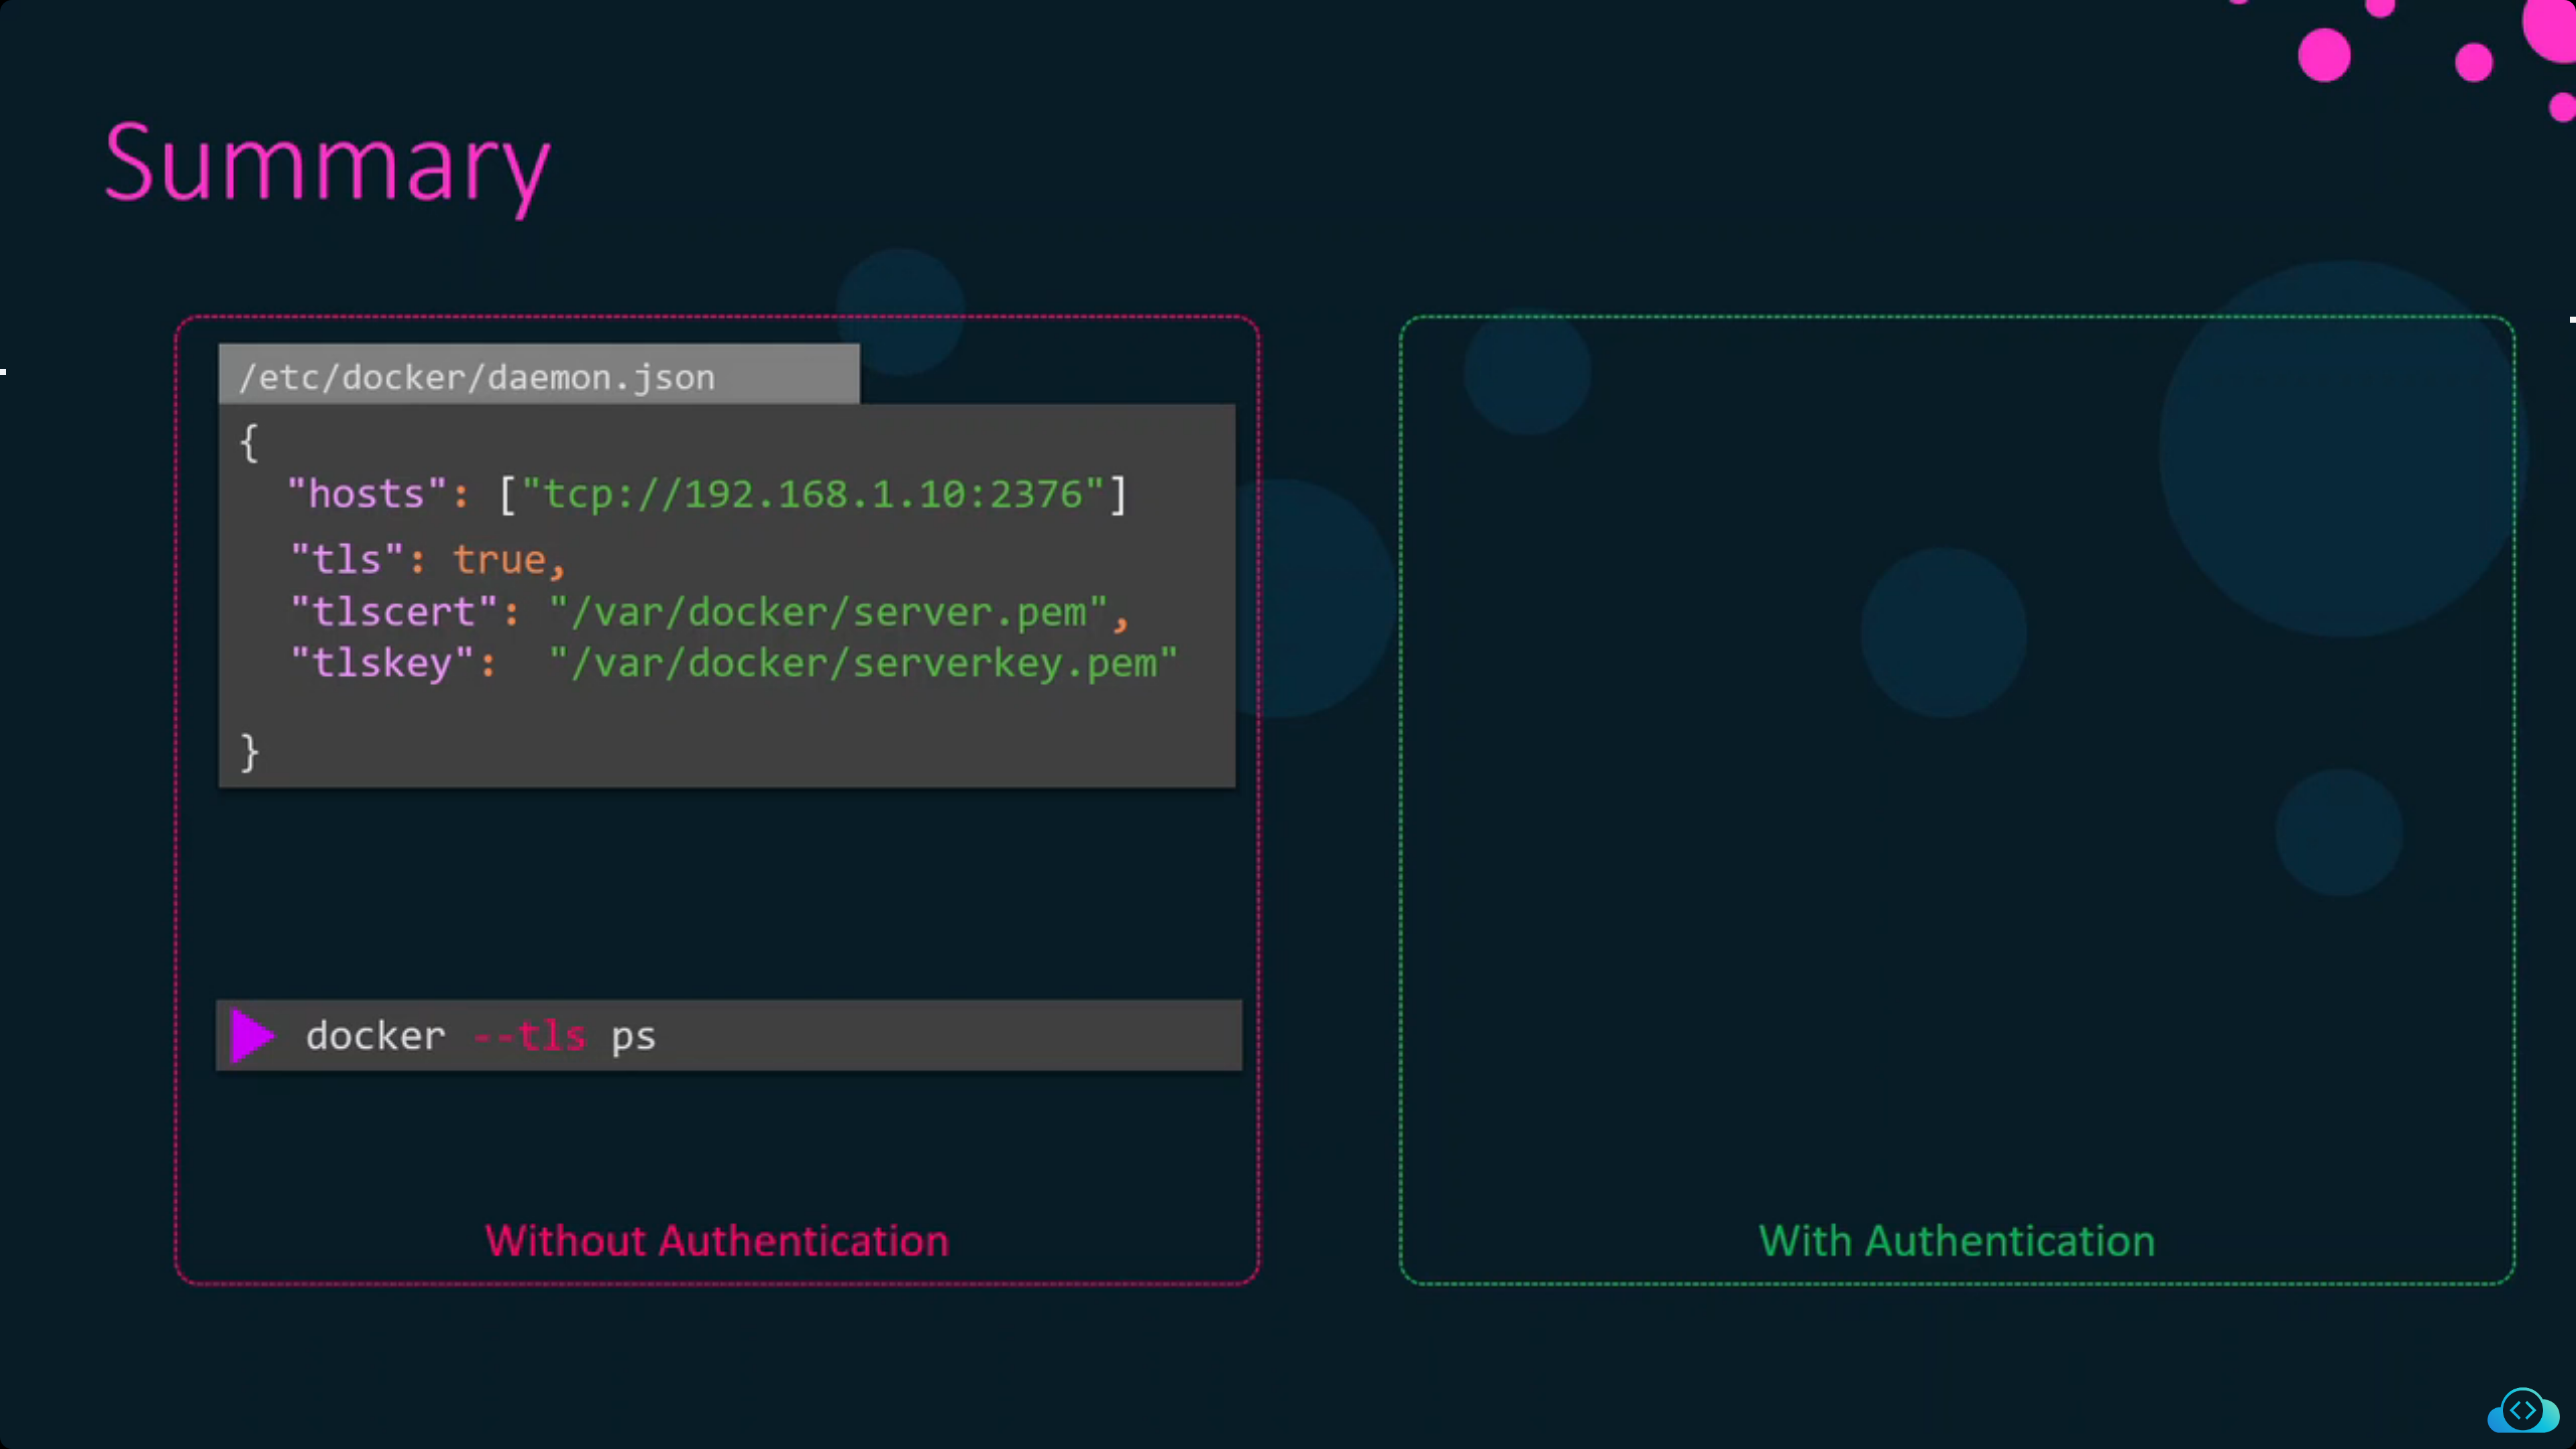 Summary
/etc/docker/daemon.json
{
"hosts": ["tcp://192.168.1.10:2376"]
"tls": true,
"tlscert": "/var/docker/server.pem",
"tlskey": "/var/docker/serverkey.pem"
}
docker --tls ps
Without Authentication
With Authentication